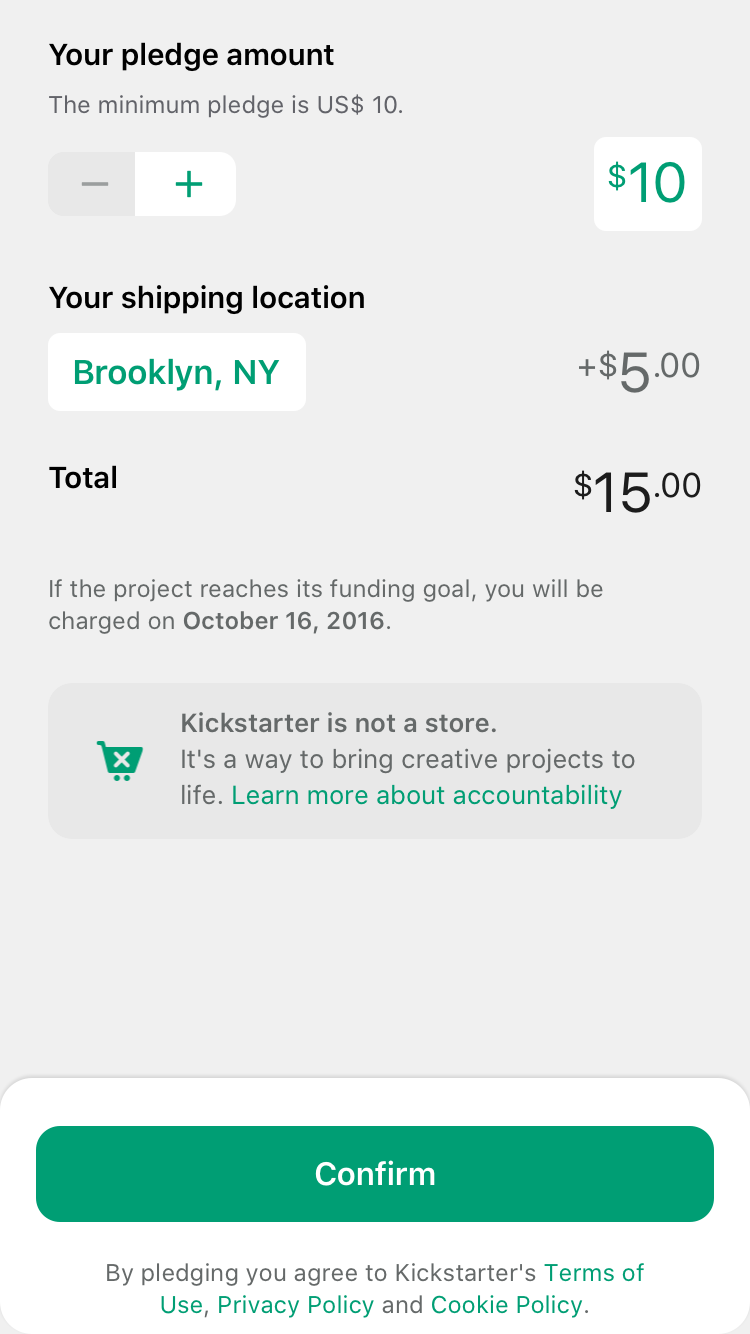 Your pledge amount
The minimum pledge is US$ 10.
− + $10
Your shipping location
Brooklyn, NY +$5.00
Total $15.00
If the project reaches its funding goal, you will be
charged on October 16, 2016.
Kickstarter is not a store.
It's a way to bring creative projects to
life. Learn more about accountability
Confirm
By pledging you agree to Kickstarter's Terms of
Use, Privacy Policy and Cookie Policy.